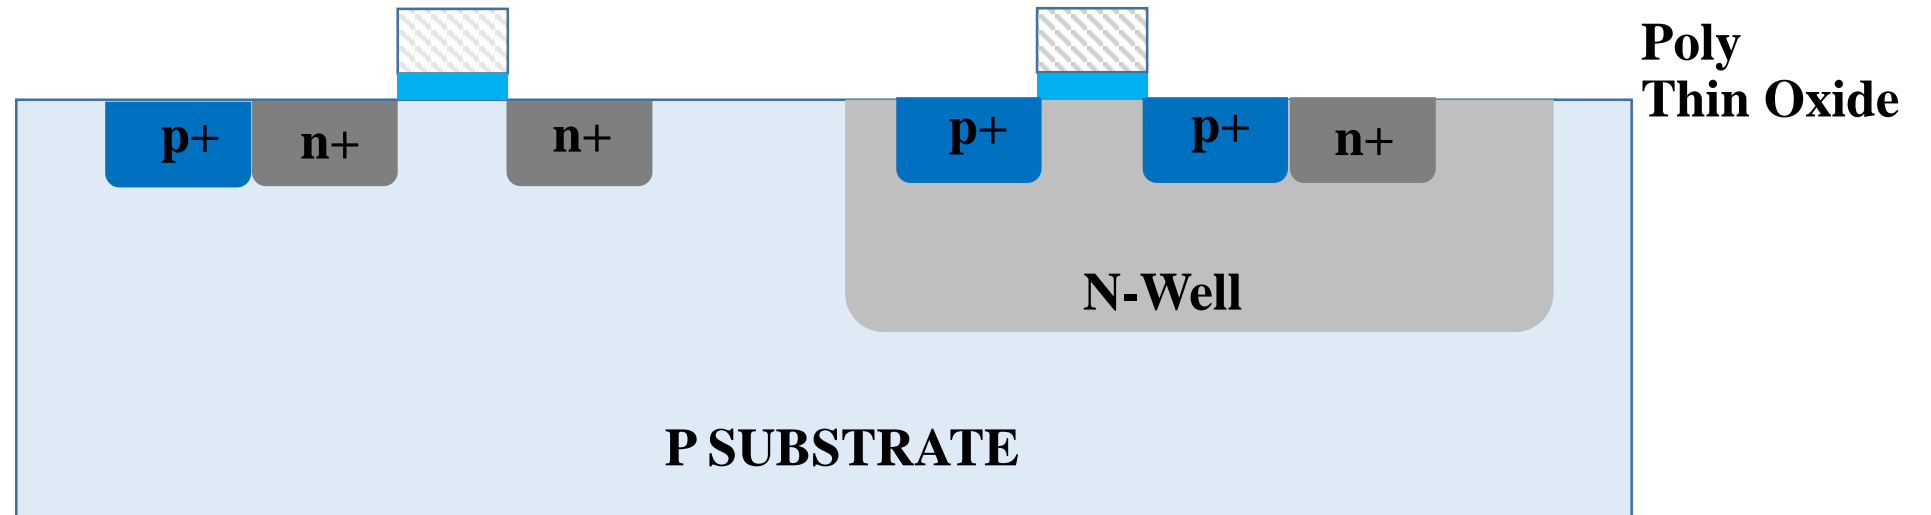 Poly
Thin Oxide
p+
n+
n+
p+
p+
n+
N-Well
P SUBSTRATE